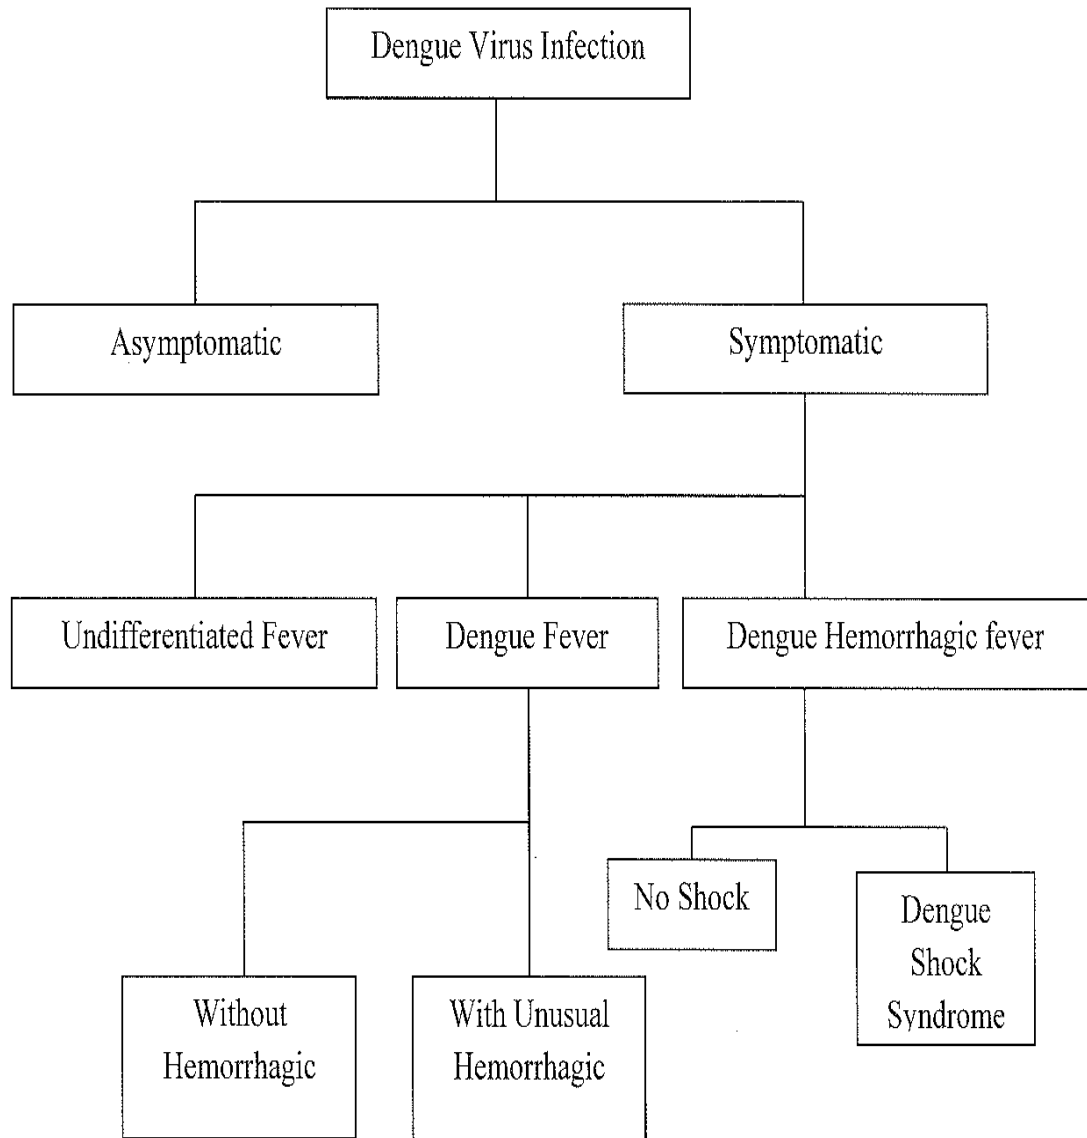 Dengue Virus Infection
Asymptomatic
Symptomatic
Undifferentiated Fever
Dengue Fever
Dengue Hemorrhagic fever
No Shock
Dengue
Shock
Syndrome
Without
Hemorrhagic
With Unusual
Hemorrhagic